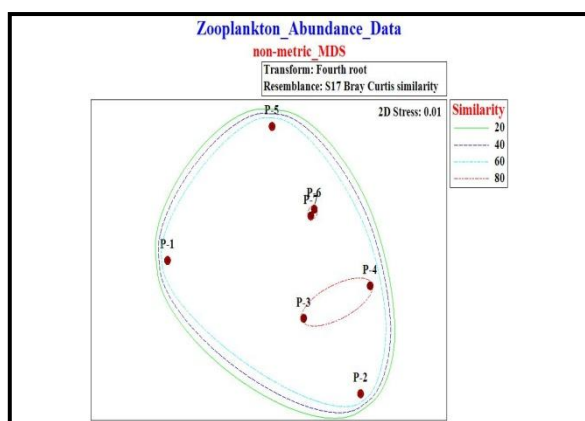 Zooplankton_Abundance_Data
non-metric_MDS
Transform: Fourth root
Resemblance: S17 Bray Curtis similarity
2D Stress: 0.01
Similarity
20
40
60
80
P-5
P-6
P-7
P-1
P-4
P-3
P-2